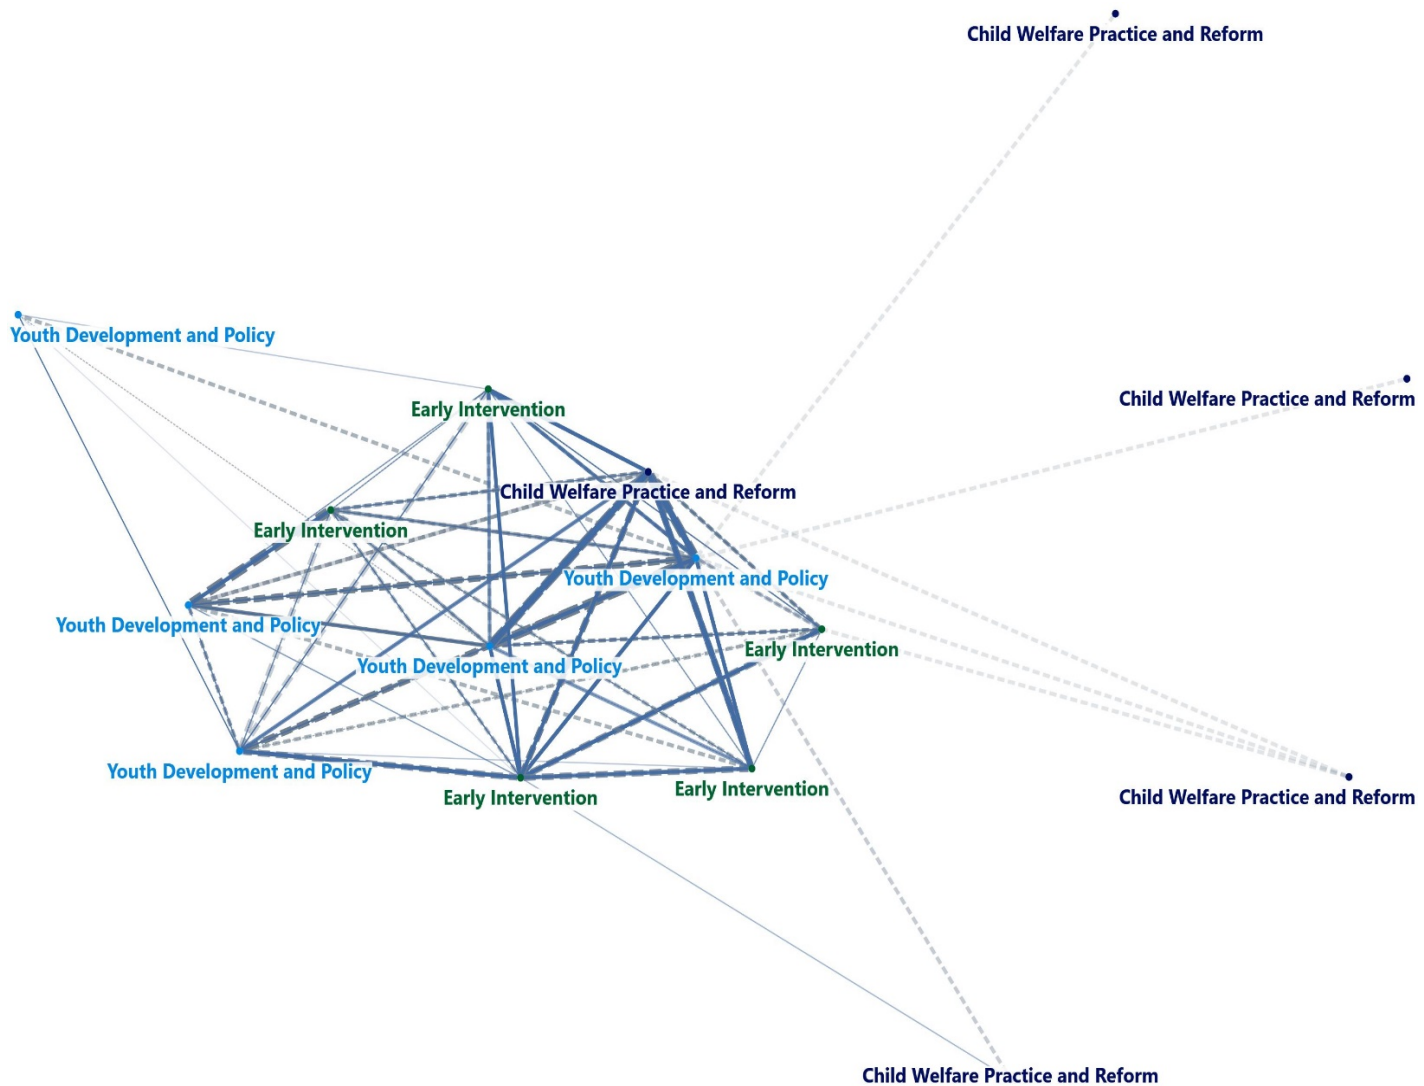 Child Welfare Practice and Reform
Youth Development and Policy
Child Welfare Practice and Reform
Early Intervention
Child Welfare Practice and Reform
Early Intervention
Youth Development and Policy
Youth Development and Policy
Early Intervention
Youth Development and Policy
Youth Development and Policy
Early Intervention
Early Intervention
Child Welfare Practice and Reform
Child Welfare Practice and Reform